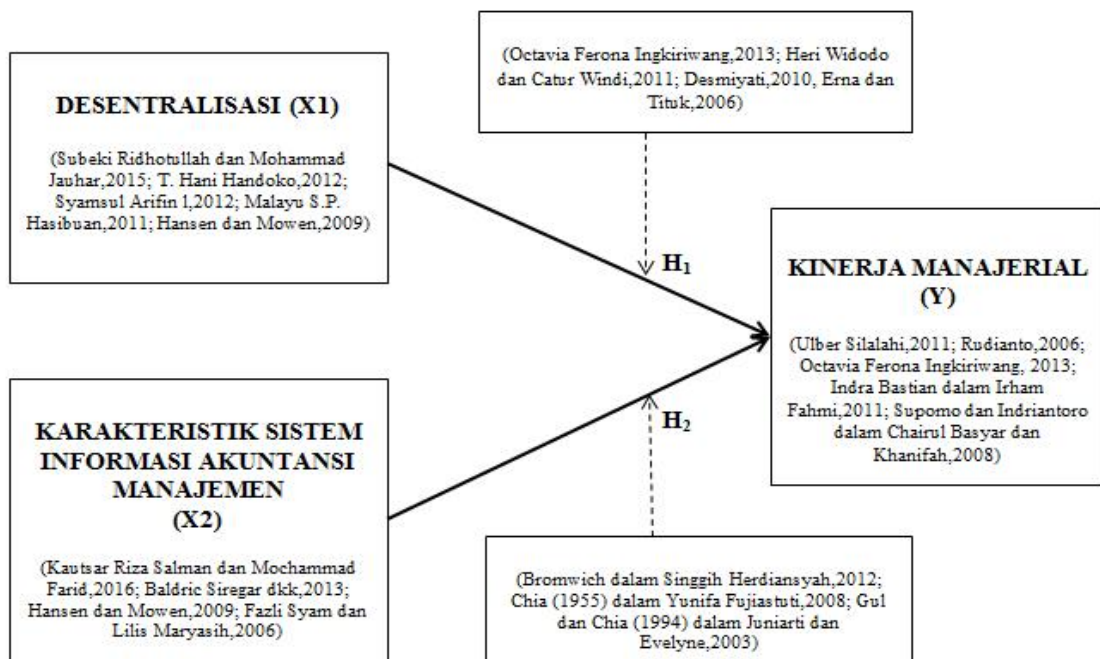 (Octavia Ferona Ingkiriwang,2013; Heri Widodo
dan Catur Windi,2011; Desmiyati,2010, Erna dan
Tituk,2006)
DESENTRALISASI (X1)
(Subeki Ridhotullah dan Mohammad
Jauhar,2015; T. Hani Handoko,2012;
Syamsul Arifin l,2012; Malayu S.P.
Hasibuan,2011; Hansen dan Mowen,2009)
H₁
KINERJA MANAJERIAL
(Y)
(Ulber Silalahi,2011; Rudianto,2006;
Octavia Ferona Ingkiriwang, 2013;
Indra Bastian dalam Irham
Fahmi,2011; Supomo dan Indriantoro
dalam Chairul Basyar dan
Khanifah,2008)
KARAKTERISTIK SISTEM
INFORMASI AKUNTANSI
MANAJEMEN
(X2)
(Kautsar Riza Salman dan Mochammad
Farid,2016; Baldric Siregar dkk,2013;
Hansen dan Mowen,2009; Fazli Syam dan
Lilis Maryasih,2006)
H₂
(Bromwich dalam Singgih Herdiansyah,2012;
Chia (1955) dalam Yunifa Fujiastuti,2008; Gul
dan Chia (1994) dalam Juniarti dan
Evelyne,2003)